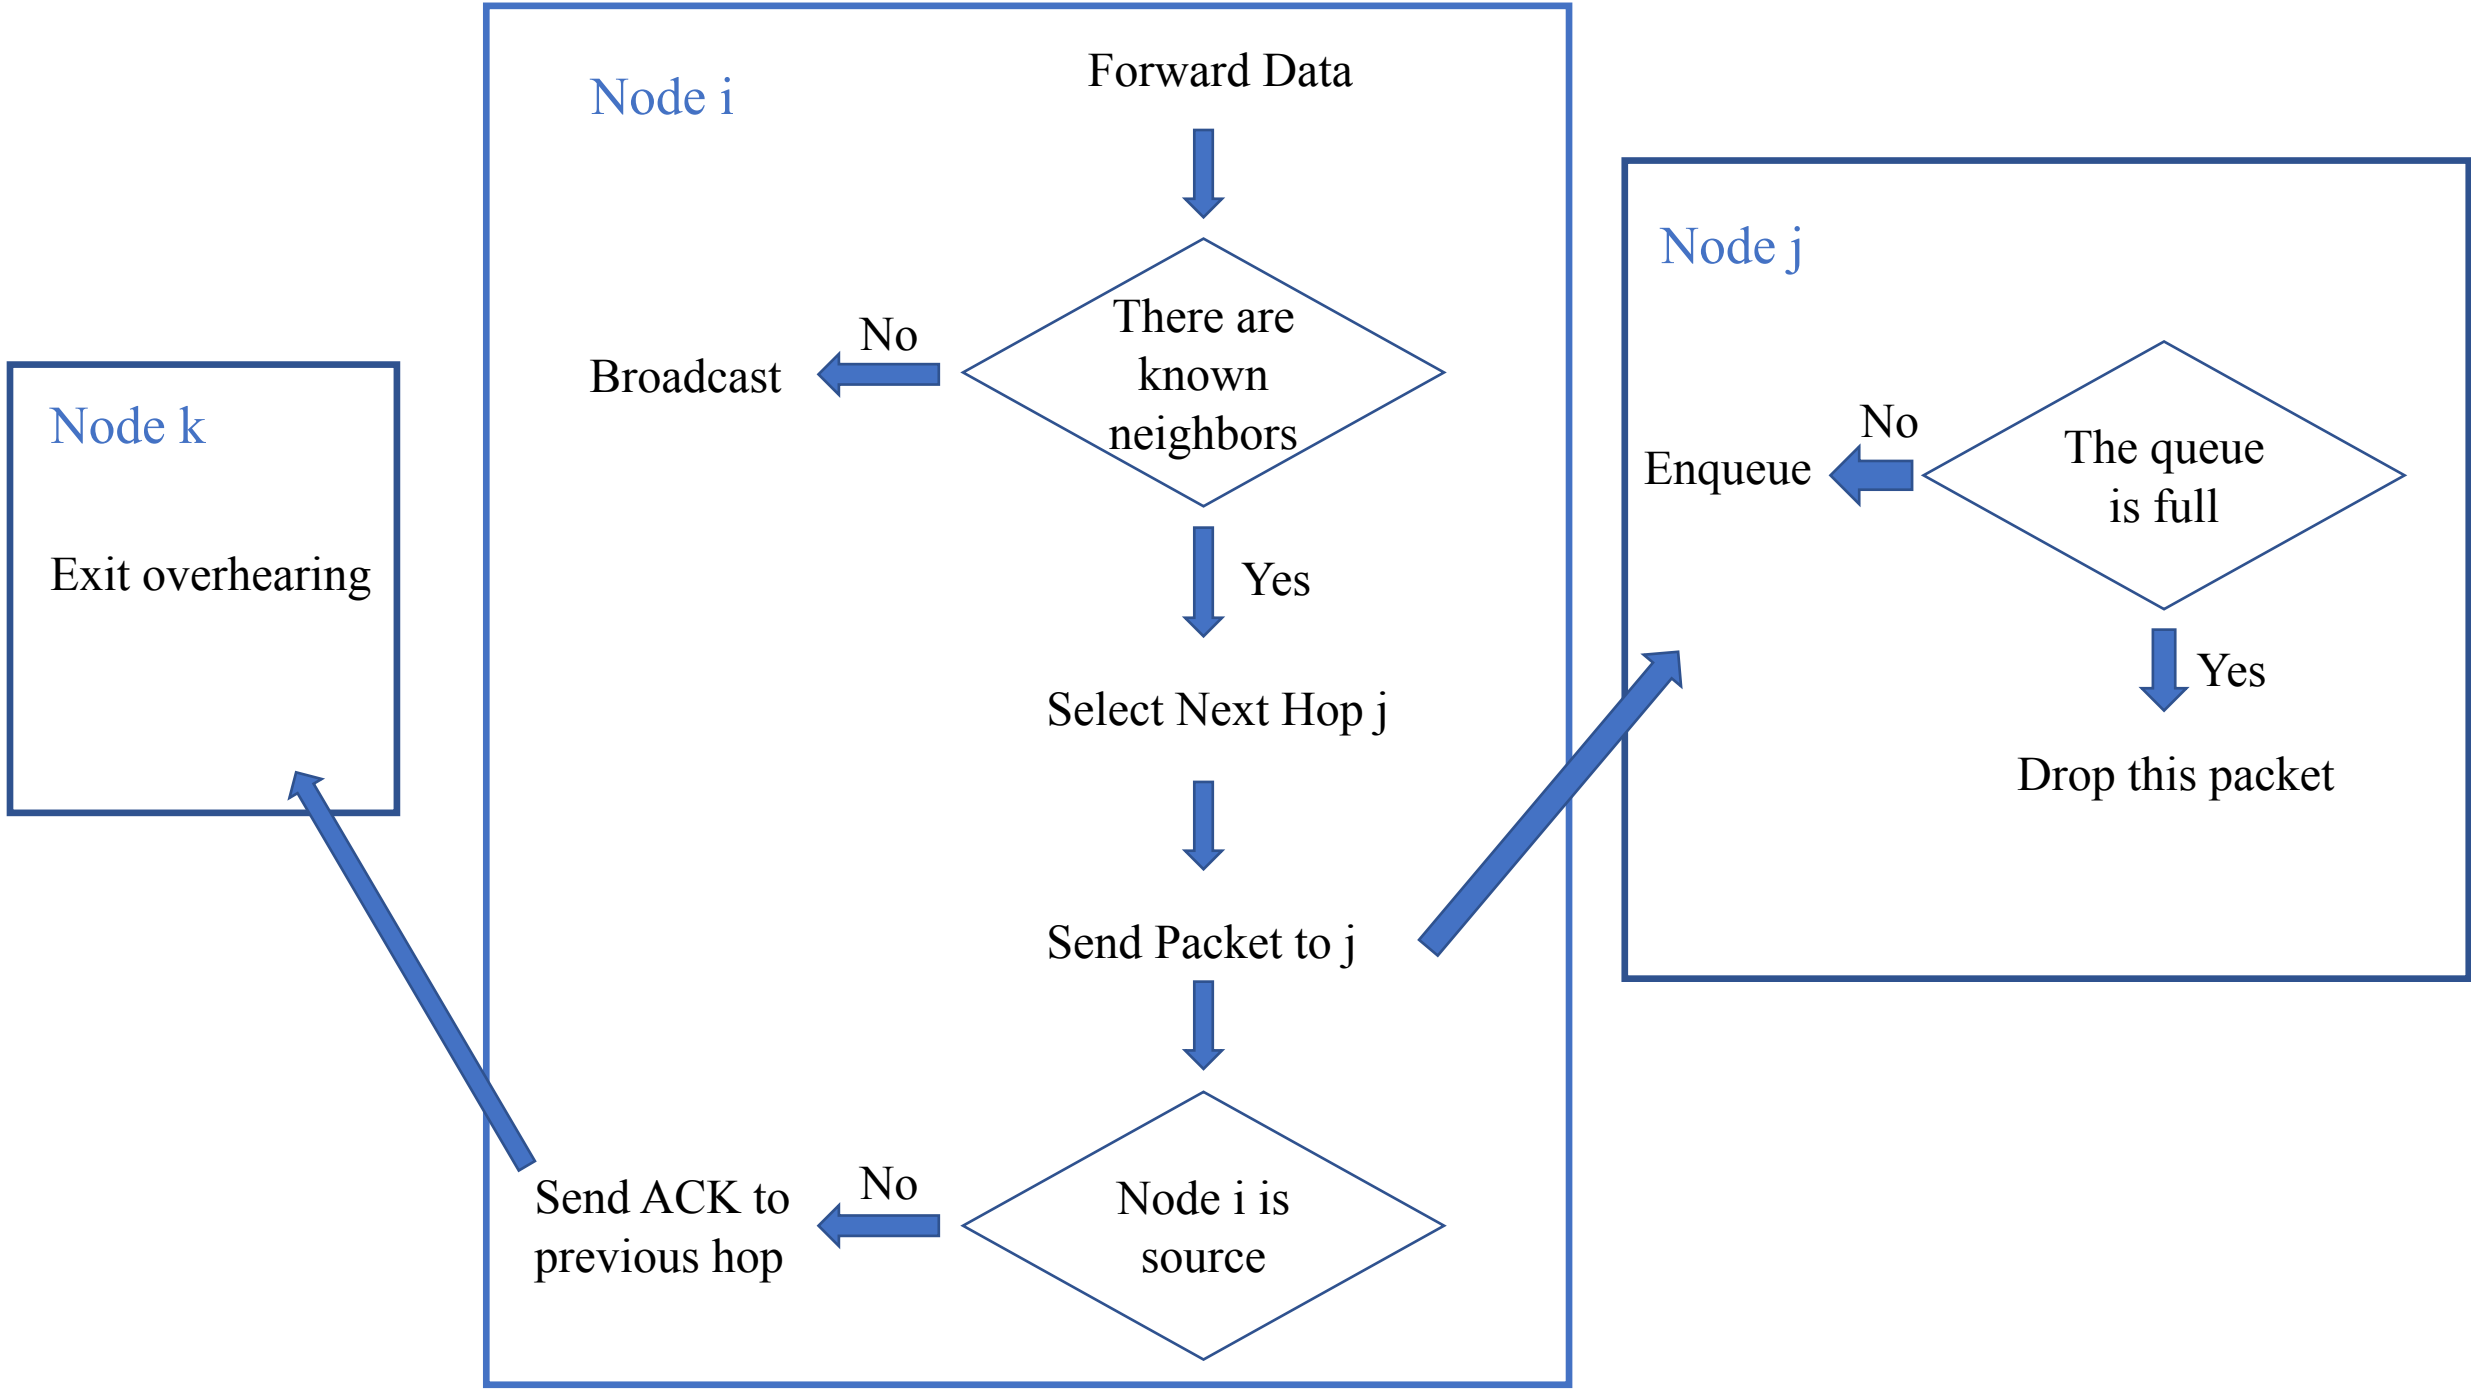 Node i
Forward Data
There are
known
neighbors
No
Broadcast
Yes
Select Next Hop j
Send Packet to j
Node i is
source
No
Send ACK to
previous hop
Node k
Exit overhearing
Node j
The queue
is full
No
Enqueue
Yes
Drop this packet